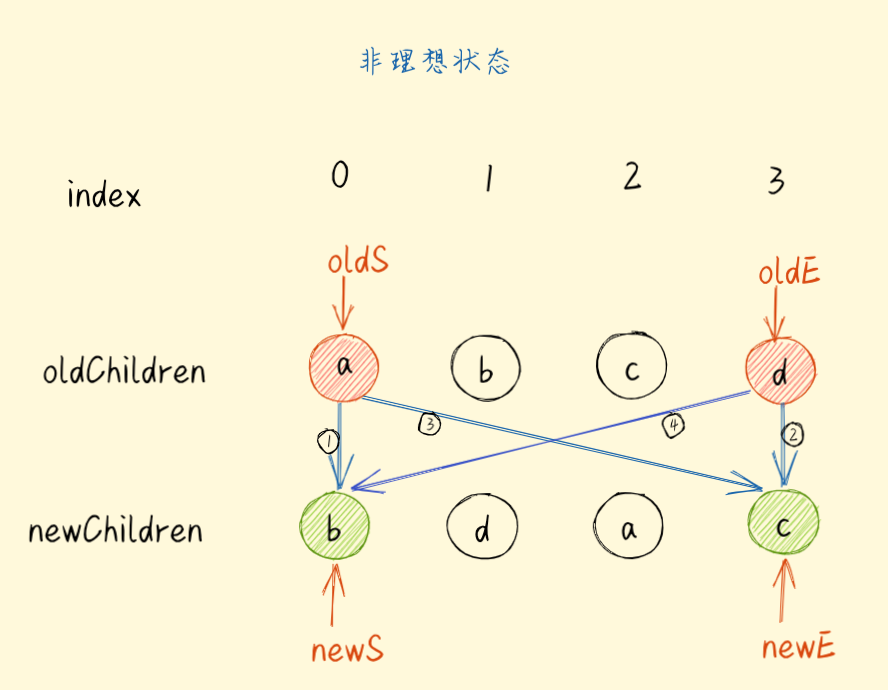 非理想状态
index 0 1 2 3
oldS oldE
oldChildren a b c d
① ③ ④ ②
newChildren b d a c
newS newE